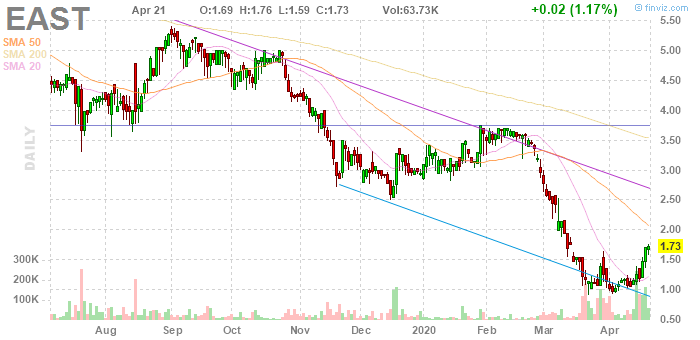 EAST
Apr 21 O:1.69 H:1.76 L:1.59 C:1.73 Vol:63.73K +0.02 (1.17%)
© finviz.com
SMA 50
SMA 200
SMA 20
DAILY
5.50
5.00
4.50
4.00
3.50
3.00
2.50
2.00
1.73
1.50
1.00
0.50
300K
200K
100K
Aug Sep Oct Nov Dec 2020 Feb Mar Apr